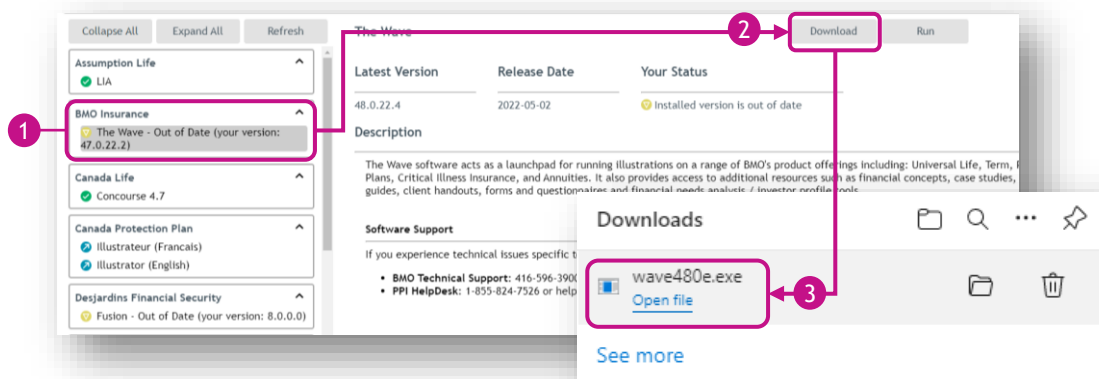 Collapse All Expand All Refresh
Assumption Life
LIA
1
BMO Insurance
The Wave - Out of Date (your version:
47.0.22.2)
Canada Life
Concourse 4.7
Canada Protection Plan
Illustrateur (Francais)
Illustrator (English)
Desjardins Financial Security
Fusion - Out of Date (your version: 8.0.0.0)
The Wave
2
Download Run
Latest Version Release Date Your Status
48.0.22.4 2022-05-02 Installed version is out of date
Description
The Wave software acts as a launchpad for running illustrations on a range of BMO's product offerings including: Universal Life, Term,
Plans, Critical Illness Insurance, and Annuities. It also provides access to additional resources such as financial concepts, case studies,
guides, client handouts, forms and questionnaires and financial needs analysis / investor profile tools
Software Support
If you experience technical issues specific t
• BMO Technical Support: 416-596-3900
• PPI HelpDesk: 1-855-824-7526 or help
Downloads
wave480e.exe
Open file
3
See more